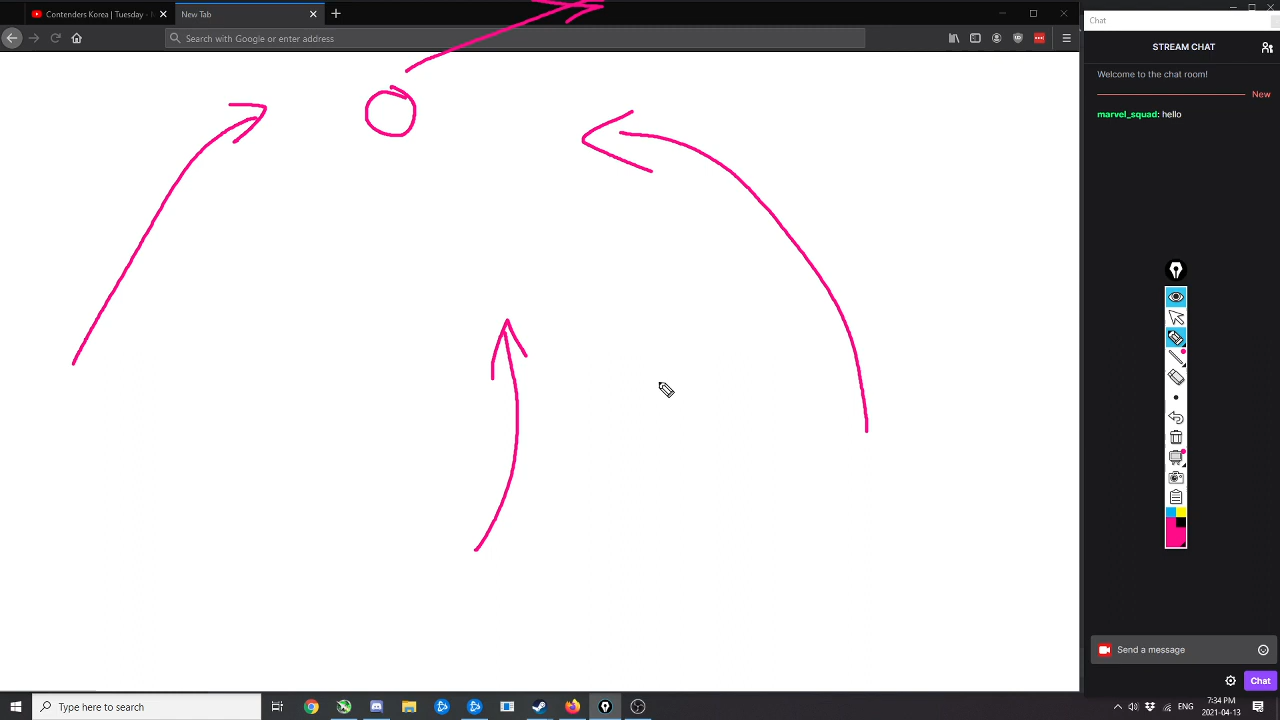 Contenders Korea | Tuesday -
New Tab
Search with Google or enter address
Chat
STREAM CHAT
Welcome to the chat room!
New
marvel_squad: hello
Send a message
Chat
Type here to search
ENG
7:34 PM
2021-04-13